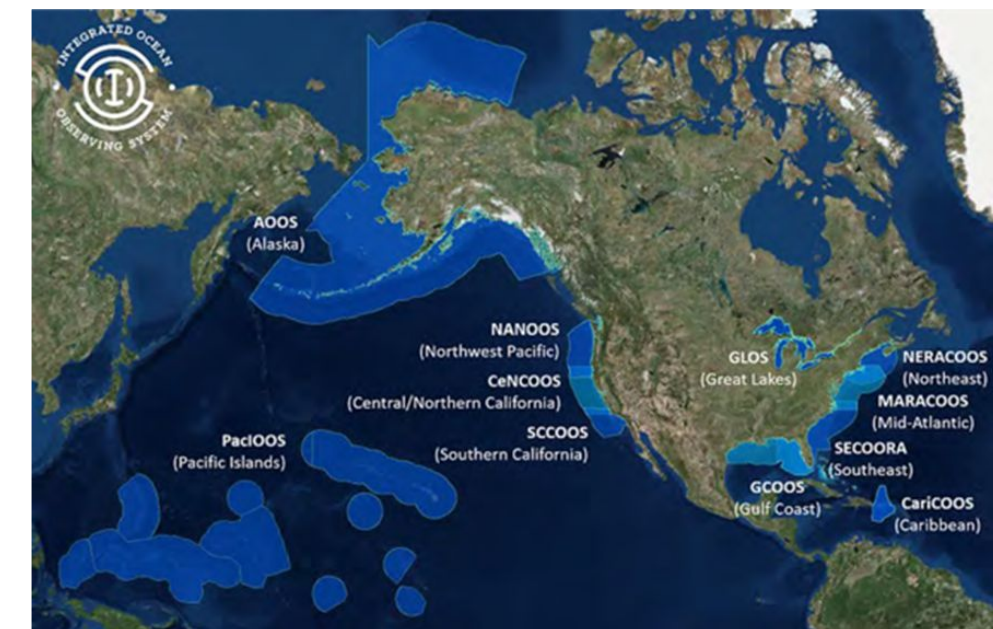 INTEGRATED OCEAN
OBSERVING SYSTEM
AOOS
(Alaska)
NANOOS
(Northwest Pacific)
CeNCOOS
(Central/Northern California)
SCCOOS
(Southern California)
PacIOOS
(Pacific Islands)
GLOS
(Great Lakes)
NERACOOS
(Northeast)
MARACOOS
(Mid-Atlantic)
SECOORA
(Southeast)
GCOOS
(Gulf Coast)
CariCOOS
(Caribbean)